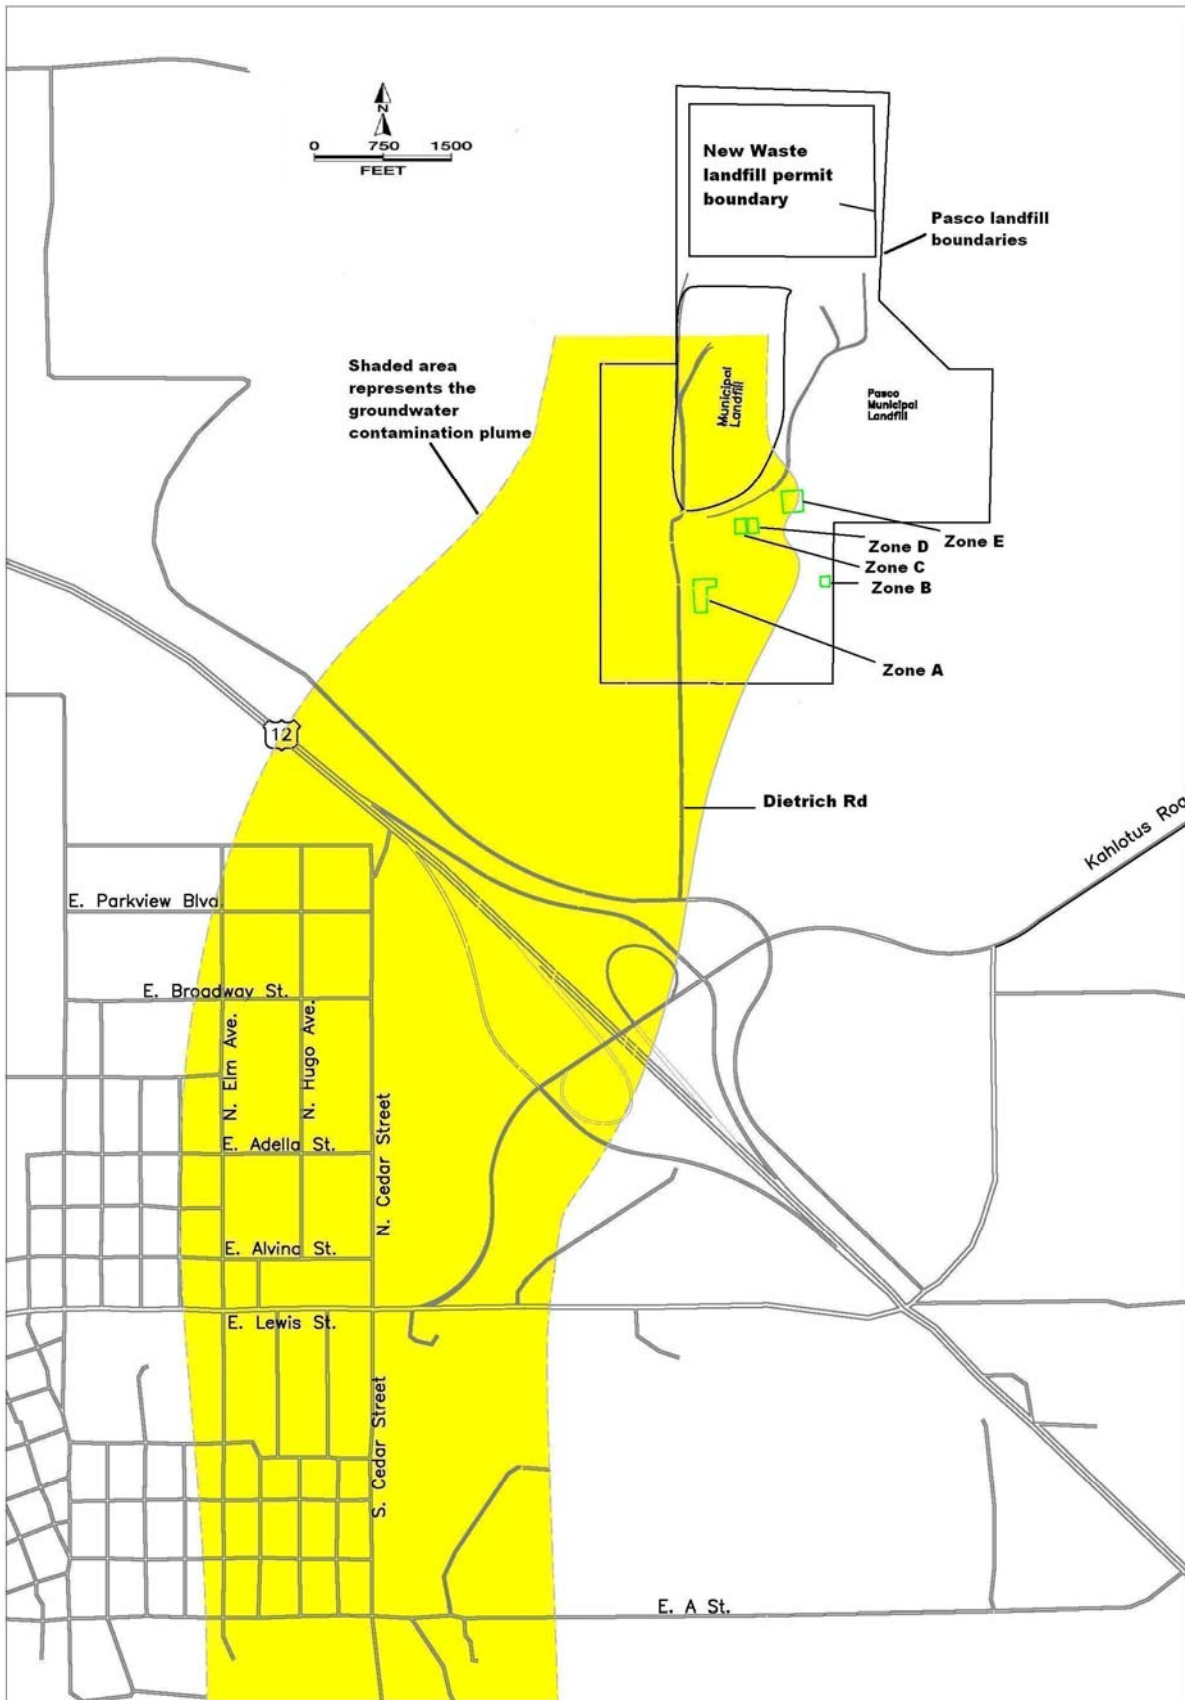 N
0 750 1500
FEET
New Waste
landfill permit
boundary
Pasco landfill
boundaries
Shaded area
represents the
groundwater
contamination plume
Municipal
Landfill
Pasco
Municipal
Landfill
Zone D
Zone E
Zone C
Zone B
Zone A
12
Dietrich Rd
Kahlotus Roa
E. Parkview Blvd.
E. Broadway St.
N. Elm Ave.
N. Hugo Ave.
E. Adella St.
N. Cedar Street
E. Alvina St.
E. Lewis St.
S. Cedar Street
E. A St.